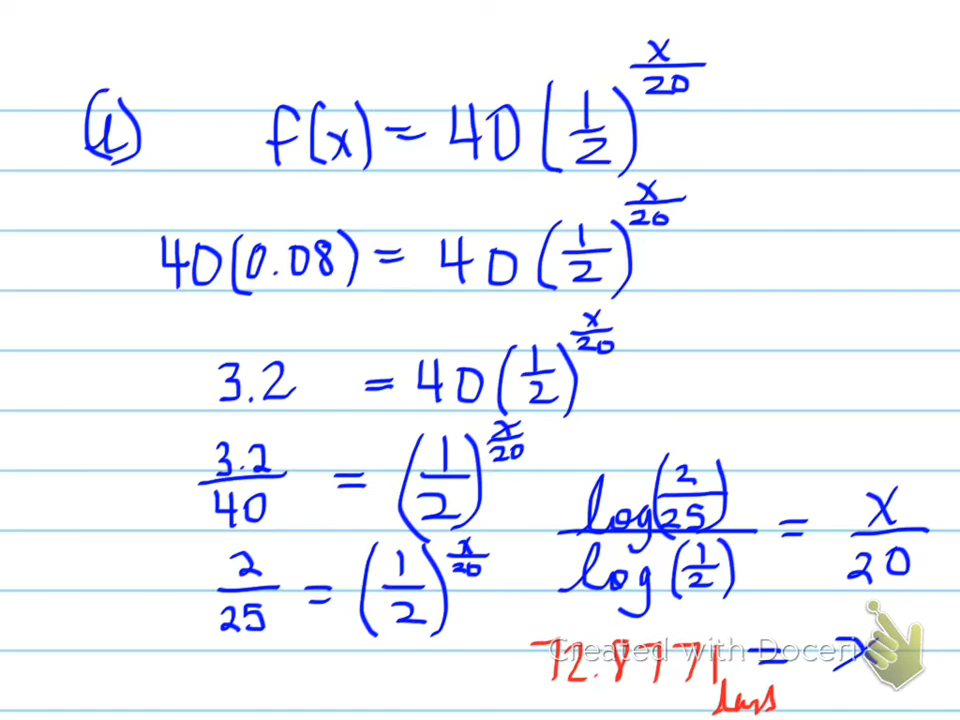 (d) f(x) = 40 (1/2)^(x/20)
40(0.08) = 40 (1/2)^(x/20)
3.2 = 40 (1/2)^(x/20)
3.2/40 = (1/2)^(x/20)
2/25 = (1/2)^(x/20)
log(2/25)/log(1/2) = x/20
72.8771 days = x
Created with Doceri